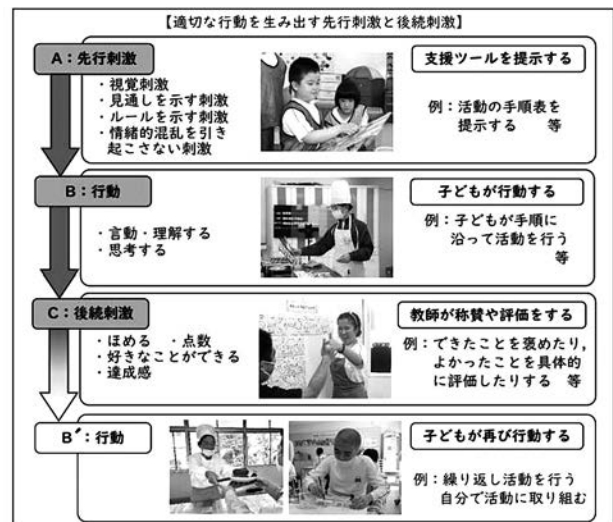 【適切な行動を生み出す先行刺激と後続刺激】
A：先行刺激
・視覚刺激
・見通しを示す刺激
・ルールを示す刺激
・情緒的混乱を引き
起こさない刺激
支援ツールを提示する
例：活動の手順表を
提示する　等
B：行動
・言動・理解する
・思考する
子どもが行動する
例：子どもが手順に
沿って活動を行う
等
C：後続刺激
・ほめる　・点数
・好きなことができる
・達成感
教師が称賛や評価をする
例：できたことを褒めたり，
よかったことを具体的
に評価したりする　等
B′：行動
子どもが再び行動する
例：繰り返し活動を行う
自分で活動に取り組む